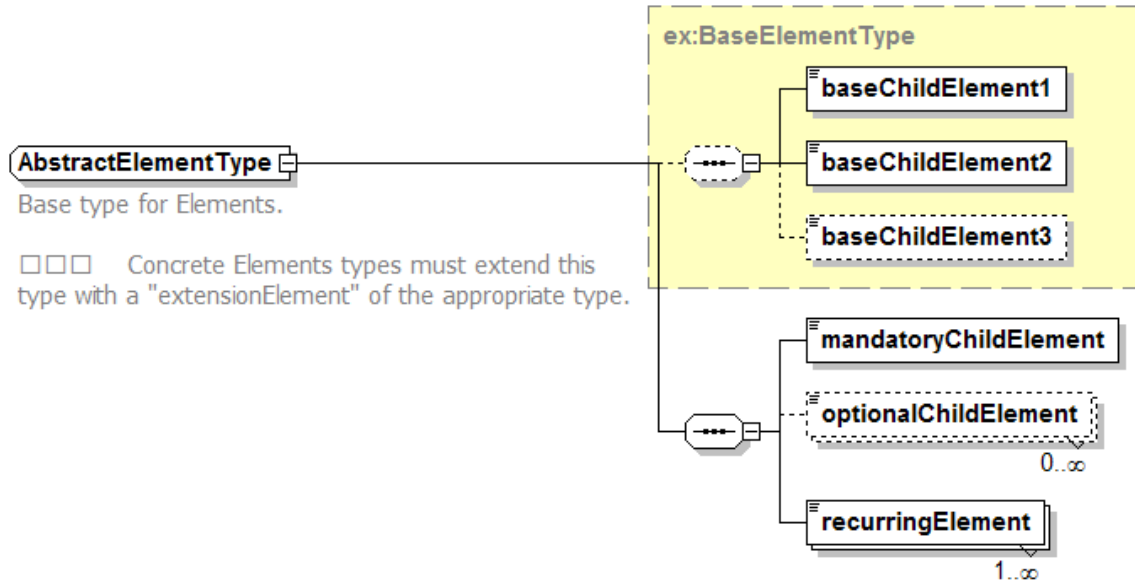 ex:BaseElementType
baseChildElement1
AbstractElementType
baseChildElement2
Base type for Elements.
baseChildElement3
□□□ Concrete Elements types must extend this
type with a "extensionElement" of the appropriate type.
mandatoryChildElement
optionalChildElement
0..∞
recurringElement
1..∞